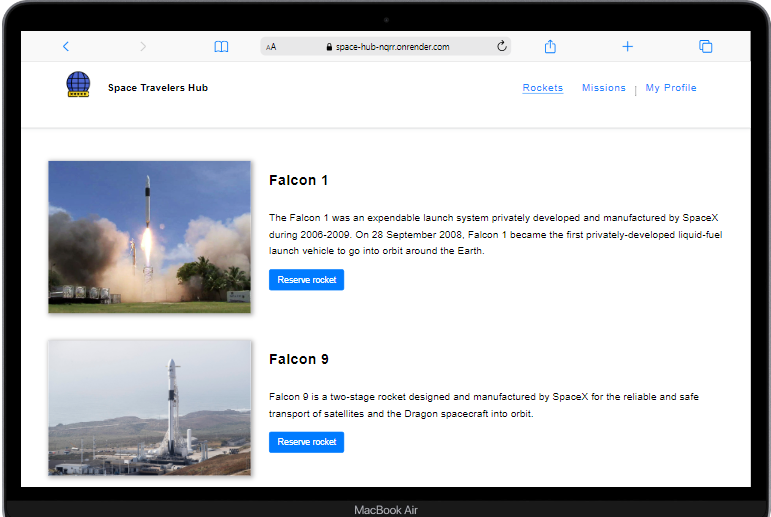 AA space-hub-nqrr.onrender.com
Space Travelers Hub
Rockets Missions | My Profile
Falcon 1
The Falcon 1 was an expendable launch system privately developed and manufactured by SpaceX
during 2006-2009. On 28 September 2008, Falcon 1 became the first privately-developed liquid-fuel
launch vehicle to go into orbit around the Earth.
Reserve rocket
Falcon 9
Falcon 9 is a two-stage rocket designed and manufactured by SpaceX for the reliable and safe
transport of satellites and the Dragon spacecraft into orbit.
Reserve rocket
MacBook Air